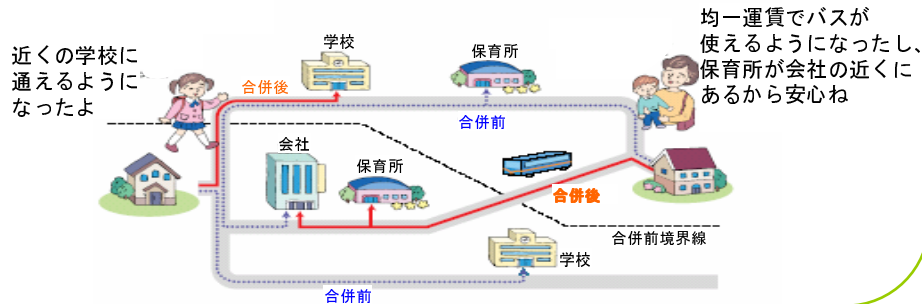 近くの学校に
通えるように
なったよ
学校
合併後
保育所
均一運賃でバスが
使えるようになったし、
保育所が会社の近くに
あるから安心ね
合併前
会社
保育所
合併後
合併前境界線
学校
合併前